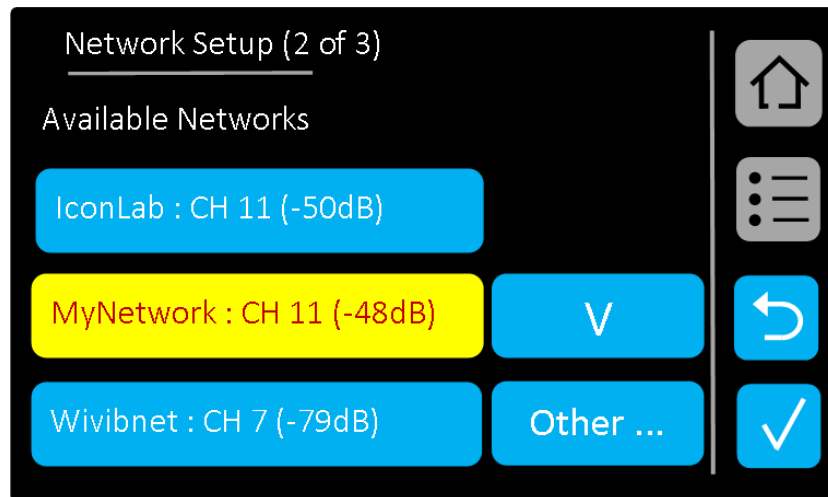 Network Setup (2 of 3)
Available Networks
IconLab : CH 11 (-50dB)
MyNetwork : CH 11 (-48dB)
V
Wivibnet : CH 7 (-79dB)
Other ...